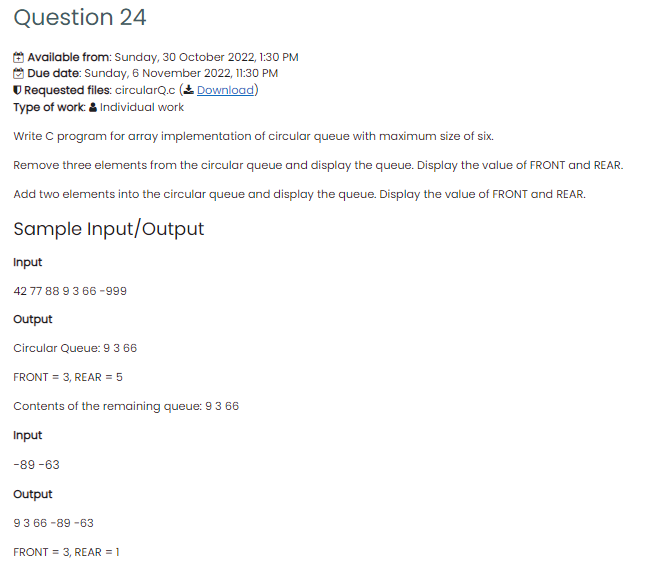 Question 24
Available from: Sunday, 30 October 2022, 1:30 PM
Due date: Sunday, 6 November 2022, 11:30 PM
Requested files: circularQ.c (Download)
Type of work: Individual work
Write C program for array implementation of circular queue with maximum size of six.
Remove three elements from the circular queue and display the queue. Display the value of FRONT and REAR.
Add two elements into the circular queue and display the queue. Display the value of FRONT and REAR.
Sample Input/Output
Input
42 77 88 9 3 66 -999
Output
Circular Queue: 9 3 66
FRONT = 3, REAR = 5
Contents of the remaining queue: 9 3 66
Input
-89 -63
Output
9 3 66 -89 -63
FRONT = 3, REAR = 1